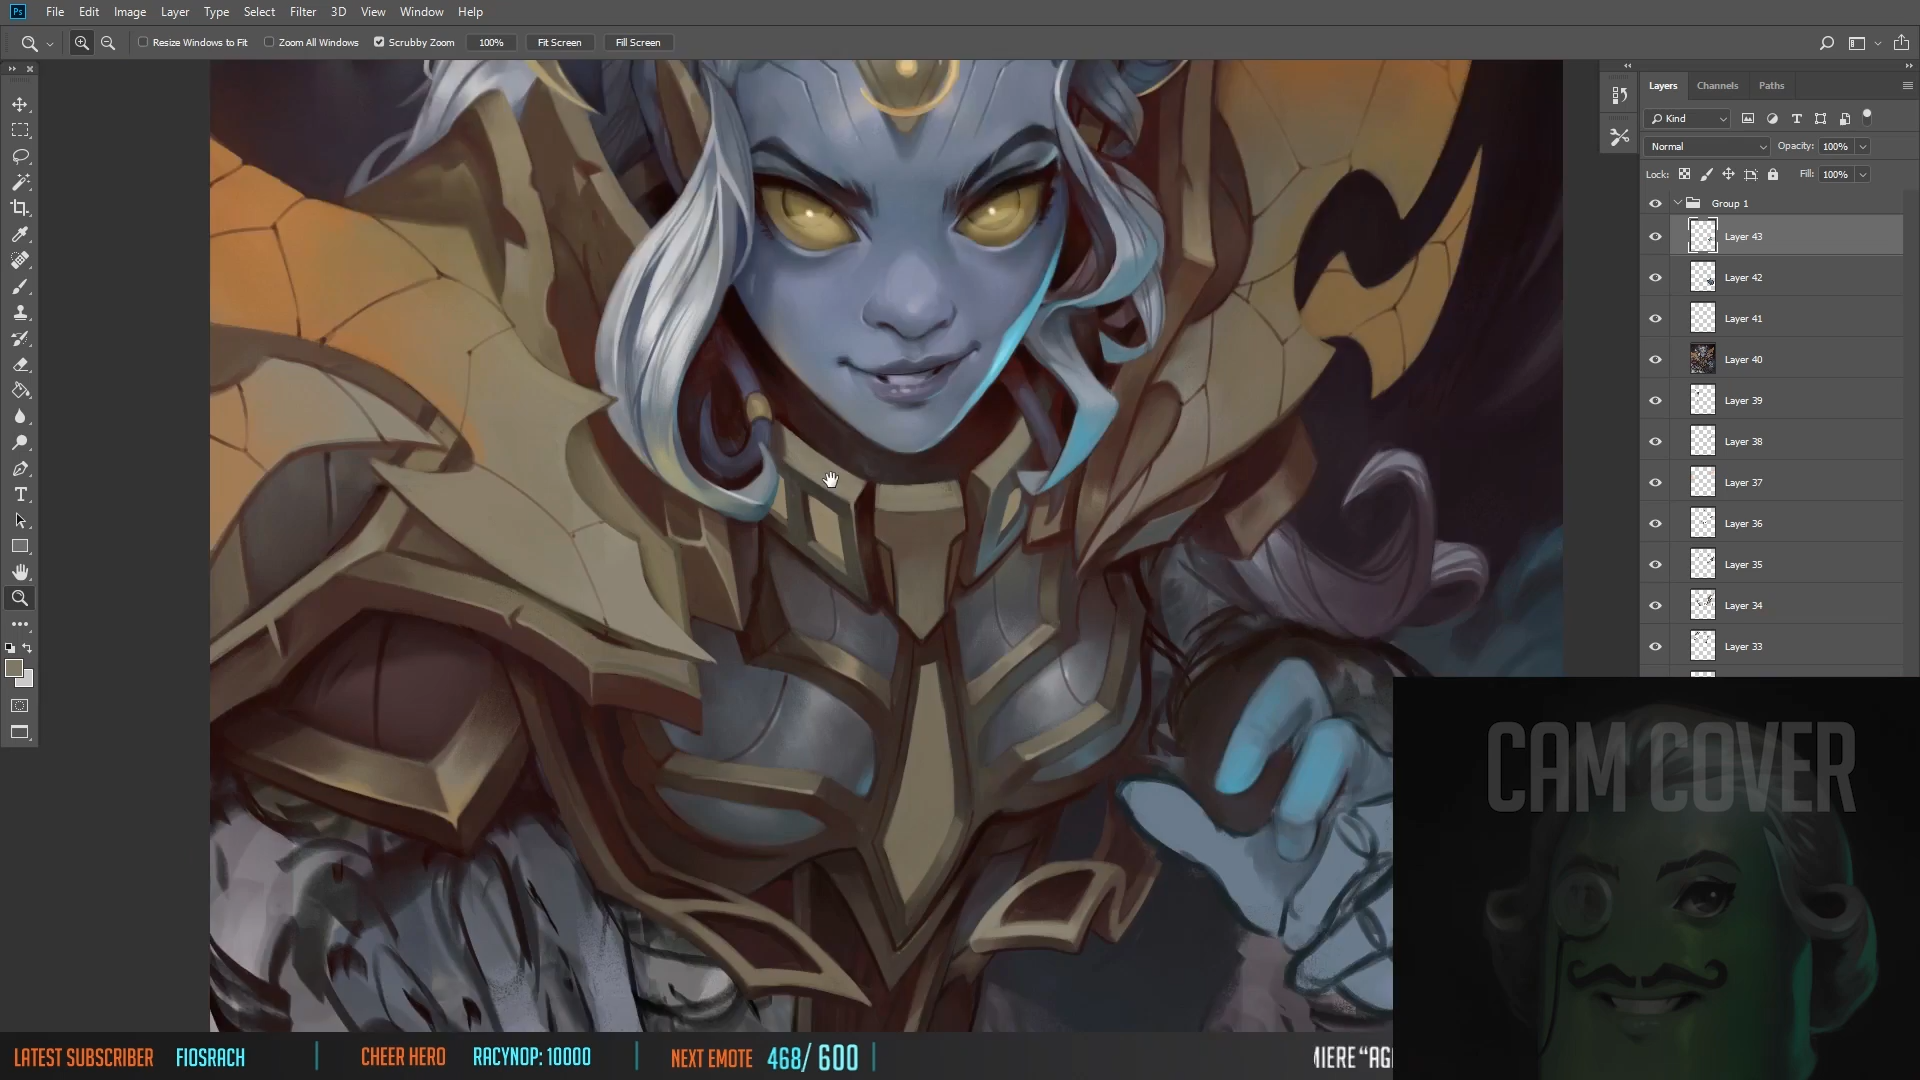 Ps File Edit Image Layer Type Select Filter 3D View Window Help
Resize Windows to Fit Zoom All Windows Scrubby Zoom 100% Fit Screen Fill Screen
Layers Channels Paths
Kind
Normal Opacity: 100%
Lock: Fill: 100%
Group 1
Layer 43
Layer 42
Layer 41
Layer 40
Layer 39
Layer 38
Layer 37
Layer 36
Layer 35
Layer 34
Layer 33
CAM COVER
LATEST SUBSCRIBER FIOSRACH CHEER HERO RACYNOP: 10000 NEXT EMOTE 468/ 600